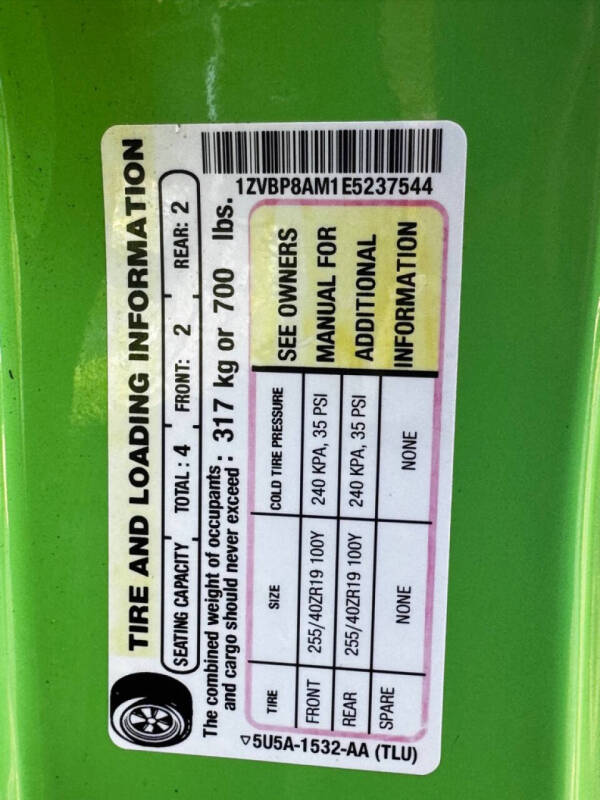 TIRE AND LOADING INFORMATION
SEATING CAPACITY TOTAL : 4 FRONT: 2 REAR: 2
The combined weight of occupants
and cargo should never exceed : 317 kg or 700 lbs.
1ZVBP8AM1E5237544
TIRE SIZE COLD TIRE PRESSURE
FRONT 255/40ZR19 100Y 240 KPA, 35 PSI
REAR 255/40ZR19 100Y 240 KPA, 35 PSI
SPARE NONE NONE
SEE OWNERS
MANUAL FOR
ADDITIONAL
INFORMATION
▽5U5A-1532-AA (TLU)